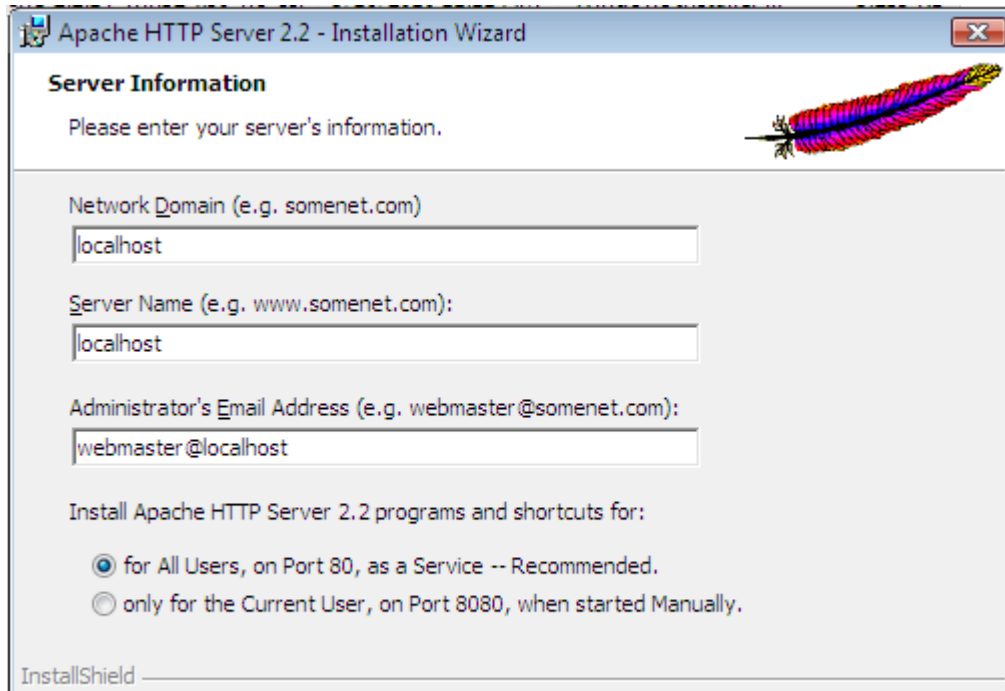 Apache HTTP Server 2.2 - Installation Wizard
Server Information
Please enter your server's information.
Network Domain (e.g. somenet.com)
localhost
Server Name (e.g. www.somenet.com):
localhost
Administrator's Email Address (e.g. webmaster@somenet.com):
webmaster@localhost
Install Apache HTTP Server 2.2 programs and shortcuts for:
for All Users, on Port 80, as a Service -- Recommended.
only for the Current User, on Port 8080, when started Manually.
InstallShield